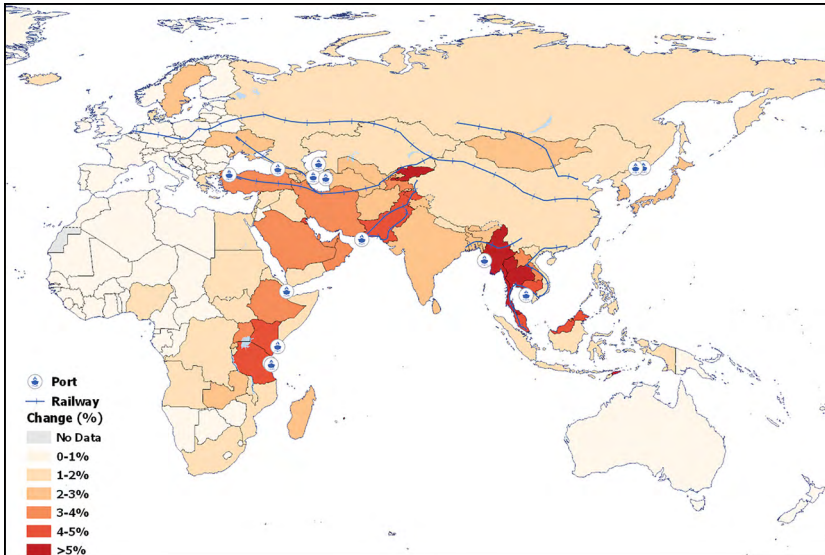 Port
Railway
Change (%)
No Data
0-1%
1-2%
2-3%
3-4%
4-5%
>5%